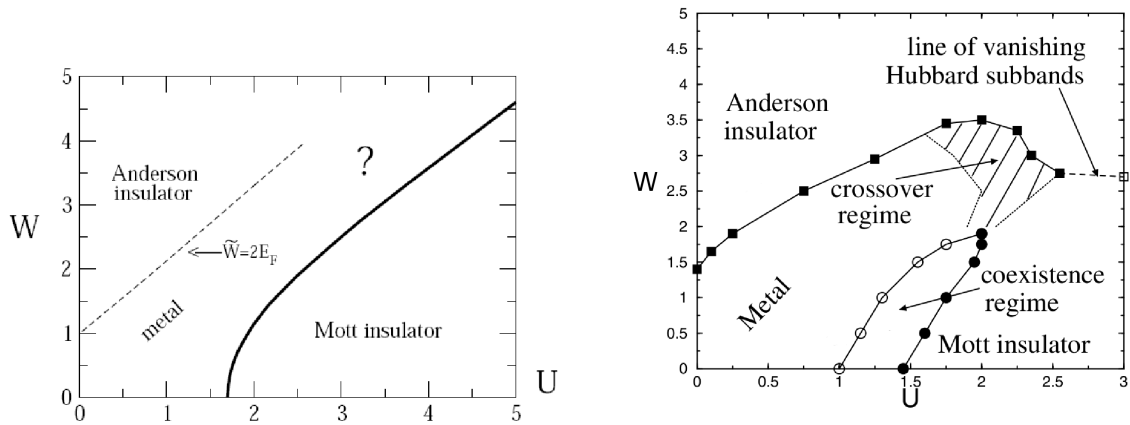 5
4
3
2
1
0
0
1
2
3
4
5
W
U
Anderson
insulator
?
W̃=2E_F
metal
Mott insulator
5
4.5
4
3.5
3
2.5
2
1.5
1
0.5
0
0
0.5
1
1.5
2
2.5
3
W
U
line of vanishing
Hubbard subbands
Anderson
insulator
crossover
regime
Metal
coexistence
regime
Mott insulator